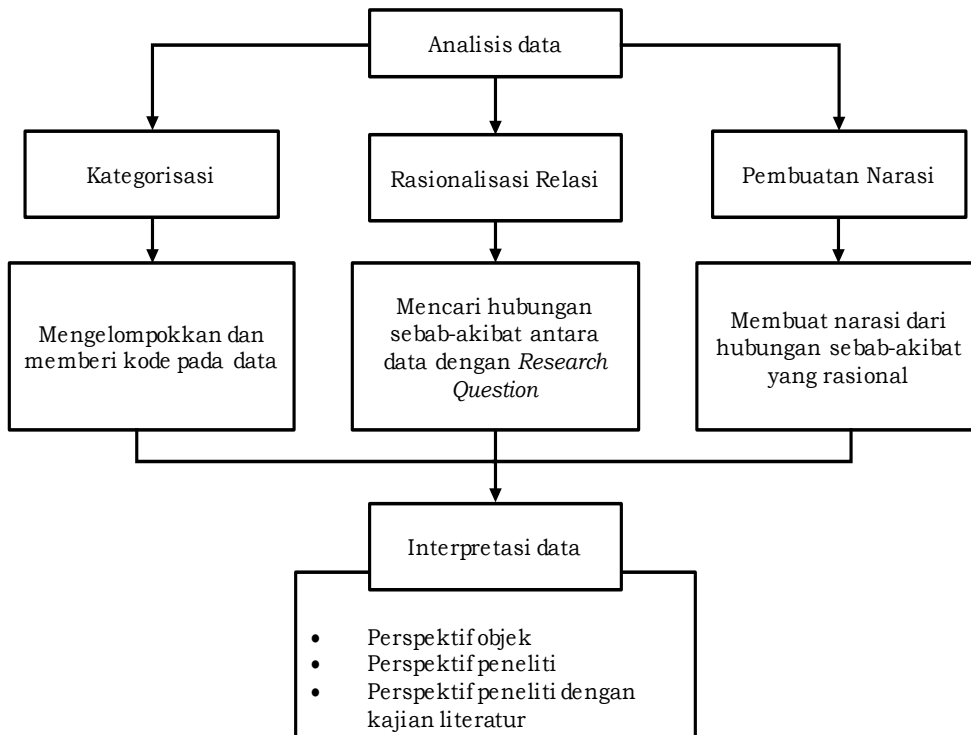 Analisis data
Kategorisasi
Rasionalisasi Relasi
Pembuatan Narasi
Mengelompokkan dan
memberi kode pada data
Mencari hubungan
sebab-akibat antara
data dengan Research
Question
Membuat narasi dari
hubungan sebab-akibat
yang rasional
Interpretasi data
• Perspektif objek
• Perspektif peneliti
• Perspektif peneliti dengan
kajian literatur